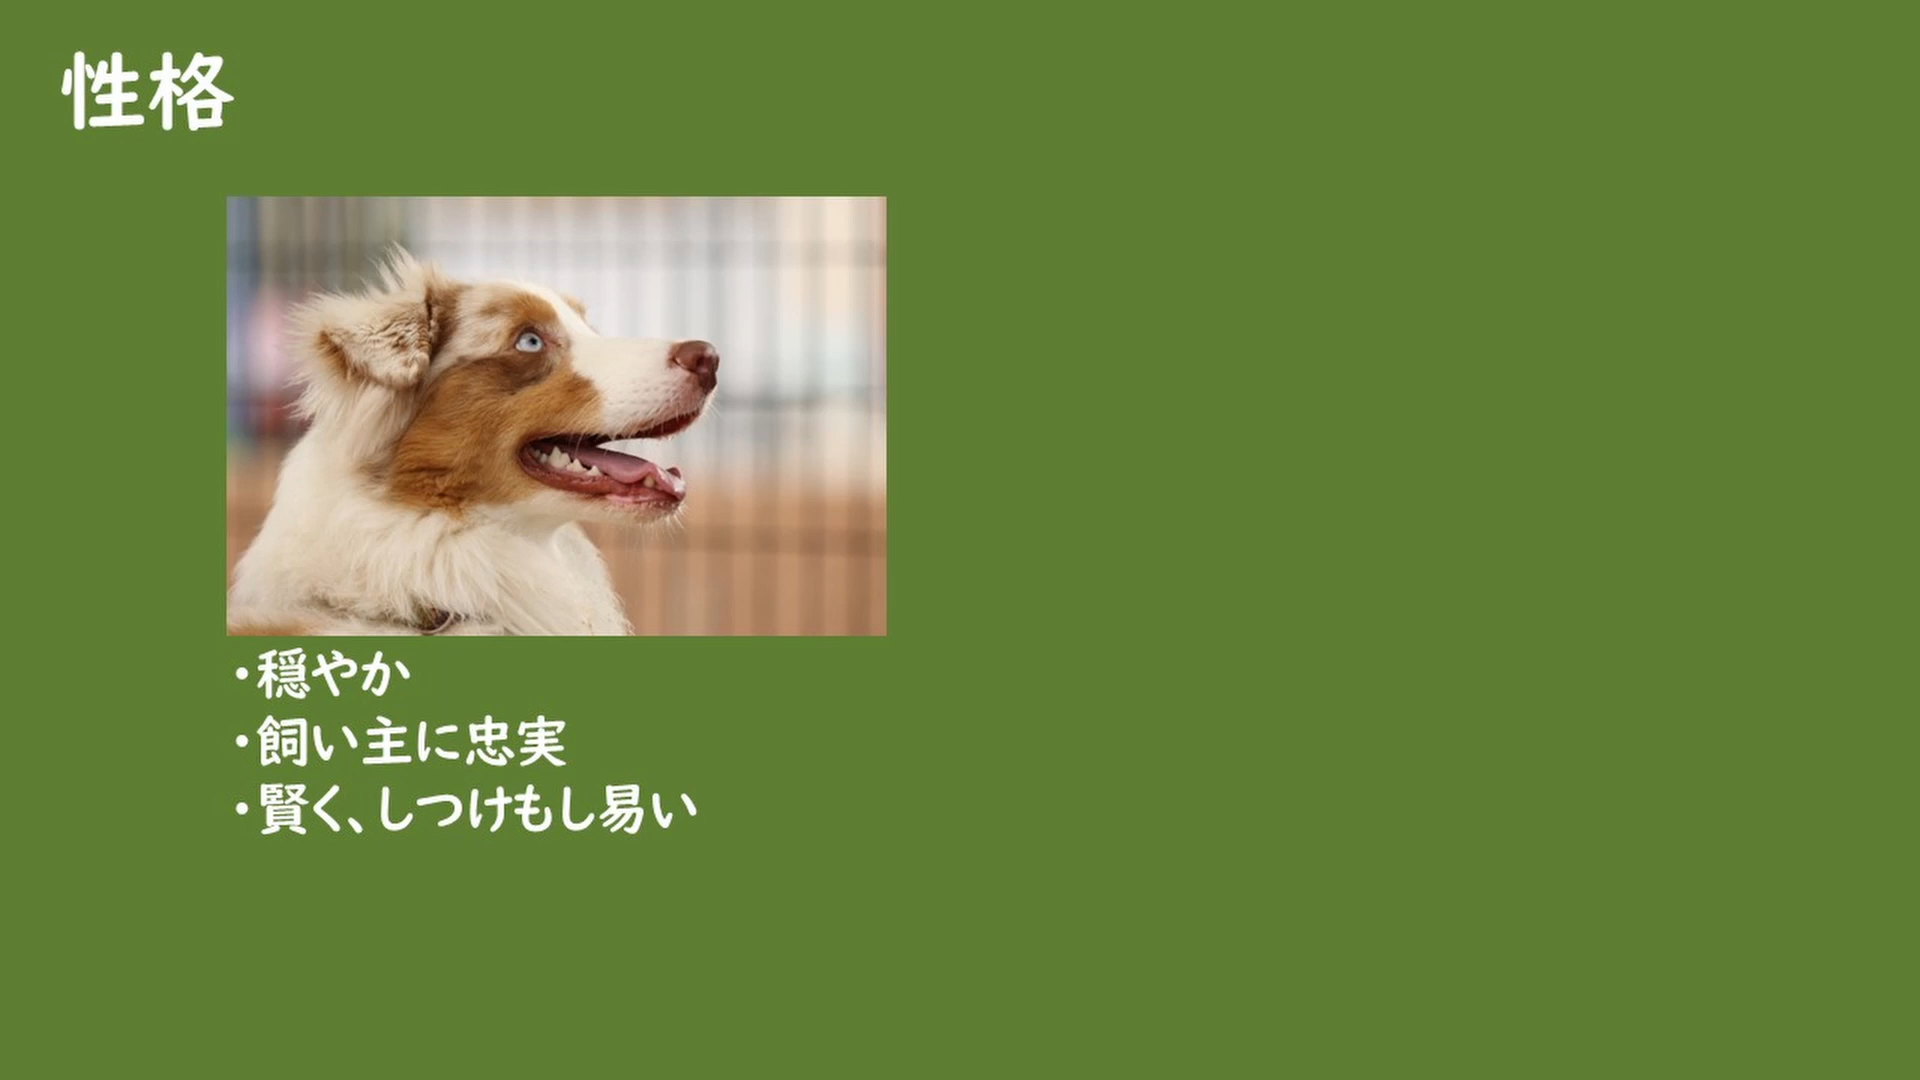 性格
・穏やか
・飼い主に忠実
・賢く、しつけもし易い